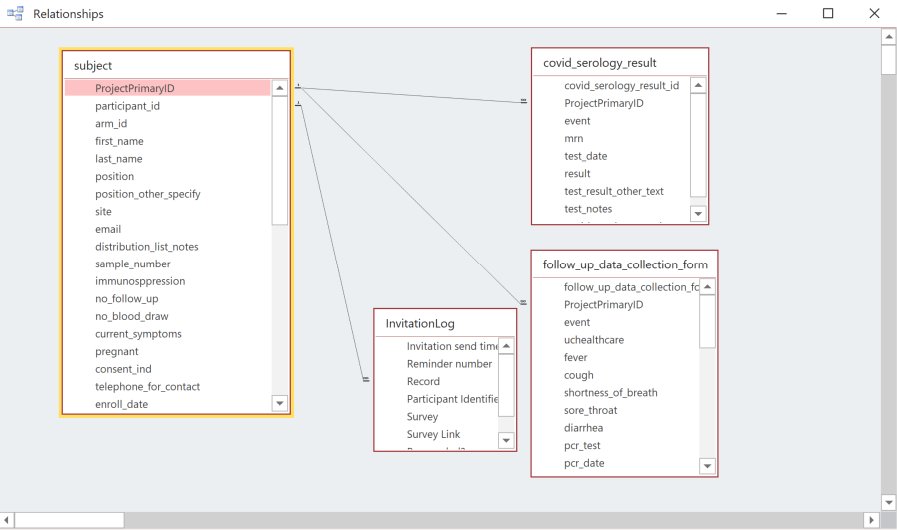 Relationships
subject
ProjectPrimaryID
participant_id
arm_id
first_name
last_name
position
position_other_specify
site
email
distribution_list_notes
sample_number
immunosppression
no_follow_up
no_blood_draw
current_symptoms
pregnant
consent_ind
telephone_for_contact
enroll_date
covid_serology_result
covid_serology_result_id
ProjectPrimaryID
event
mrn
test_date
result
test_result_other_text
test_notes
InvitationLog
Invitation send time
Reminder number
Record
Participant Identifie
Survey
Survey Link
follow_up_data_collection_form
follow_up_data_collection_fo
ProjectPrimaryID
event
uchealthcare
fever
cough
shortness_of_breath
sore_throat
diarrhea
pcr_test
pcr_date